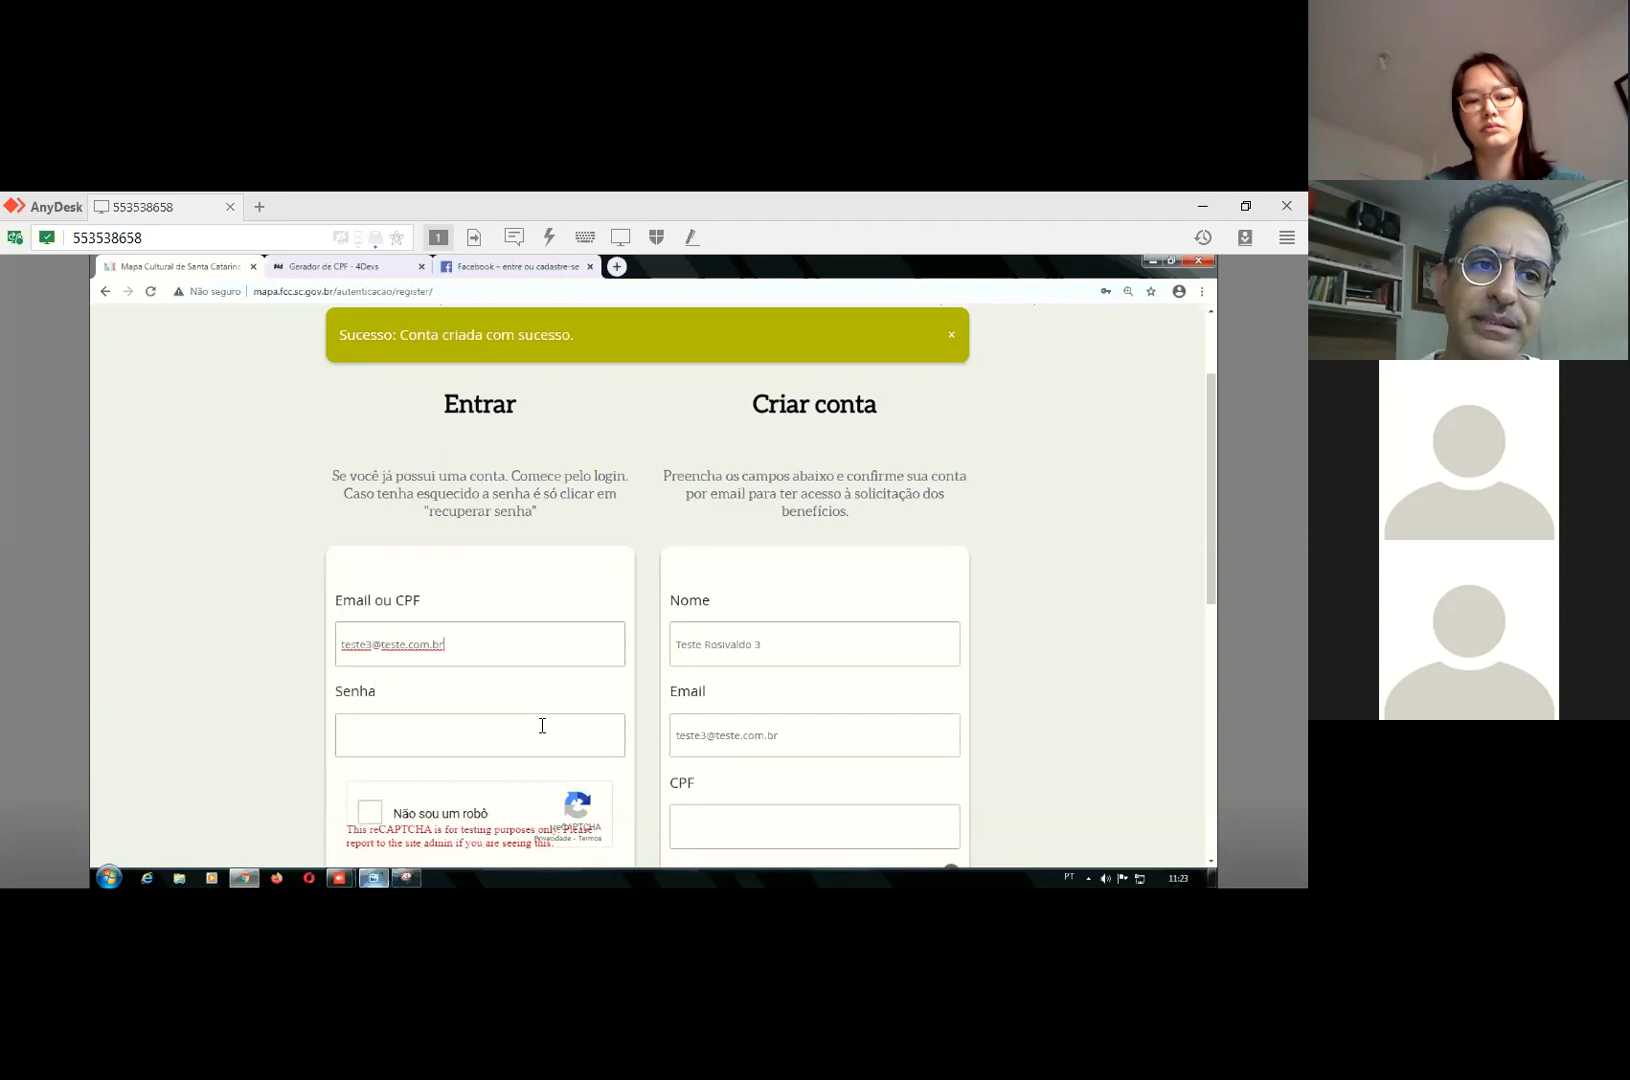 AnyDesk
553538658
553538658
1
Mapa Cultural de Santa Catarina
Gerador de CPF - 4Devs
Facebook – entre ou cadastre-se
Não seguro
mapa.fcc.sc.gov.br/autenticacao/register/
Sucesso: Conta criada com sucesso.
Entrar
Se você já possui uma conta. Comece pelo login.
Caso tenha esquecido a senha é só clicar em
"recuperar senha"
Email ou CPF
teste3@teste.com.br
Senha
Não sou um robô
reCAPTCHA
Privacidade - Termos
This reCAPTCHA is for testing purposes only. Please
report to the site admin if you are seeing this.
Criar conta
Preencha os campos abaixo e confirme sua conta
por email para ter acesso à solicitação dos
benefícios.
Nome
Teste Rosivaldo 3
Email
teste3@teste.com.br
CPF
PT
11:23